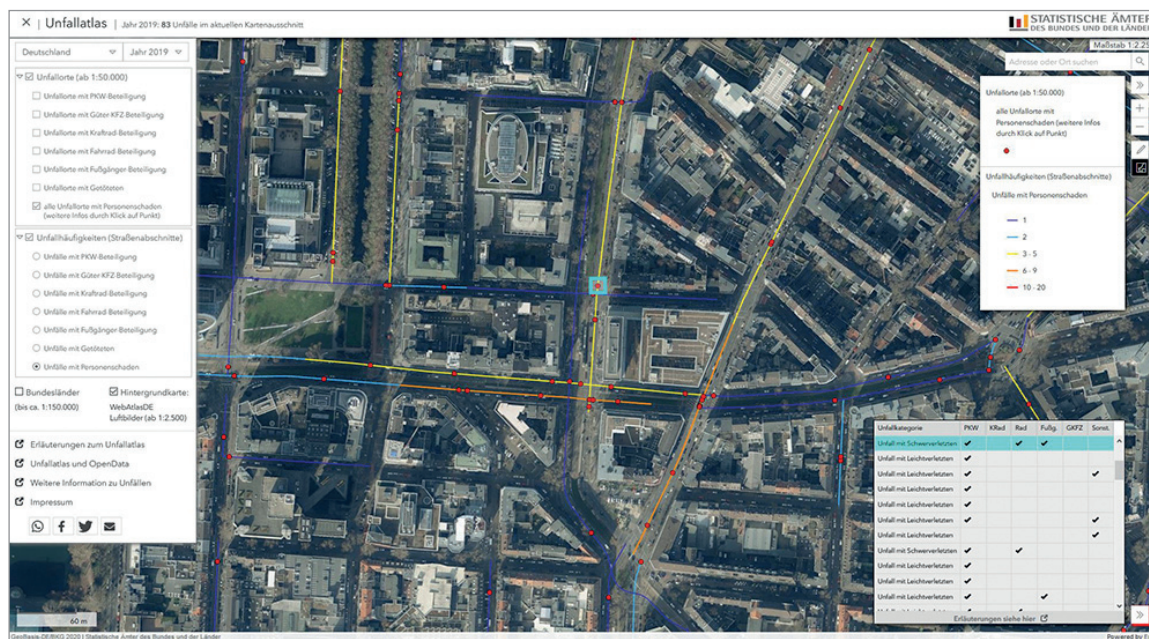 × | Unfallatlas | Jahr 2019: 83 Unfälle im aktuellen Kartenausschnitt
STATISTISCHE ÄMTER
DES BUNDES UND DER LÄNDER
Deutschland
Jahr 2019
Unfallorte (ab 1:50.000)
Unfallorte mit PKW-Beteiligung
Unfallorte mit Güter KFZ-Beteiligung
Unfallorte mit Kraftrad-Beteiligung
Unfallorte mit Fahrrad-Beteiligung
Unfallorte mit Fußgänger-Beteiligung
Unfallorte mit Getöteten
alle Unfallorte mit Personenschaden
(weitere Infos durch Klick auf Punkt)
Unfallhäufigkeiten (Straßenabschnitte)
Unfälle mit PKW-Beteiligung
Unfälle mit Güter KFZ-Beteiligung
Unfälle mit Kraftrad-Beteiligung
Unfälle mit Fahrrad-Beteiligung
Unfälle mit Fußgänger-Beteiligung
Unfälle mit Getöteten
Unfälle mit Personenschaden
Bundesländer
(bis ca. 1:150.000)
Hintergrundkarte:
WebAtlasDE
Luftbilder (ab 1:2.500)
Erläuterungen zum Unfallatlas
Unfallatlas und OpenData
Weitere Information zu Unfällen
Impressum
60 m
GeoBasis-DE/BKG 2020 | Statistische Ämter des Bundes und der Länder
Maßstab 1:2.25
Adresse oder Ort suchen
Unfallorte (ab 1:50.000)
alle Unfallorte mit
Personenschaden (weitere Infos
durch Klick auf Punkt)
Unfallhäufigkeiten (Straßenabschnitte)
Unfälle mit Personenschaden
1
2
3 - 5
6 - 9
10 - 20
Unfallkategorie PKW KRad Rad Fußg. GKFZ Sonst.
Unfall mit Schwerverletzten ✔ ✔ ✔
Unfall mit Leichtverletzten ✔
Unfall mit Leichtverletzten ✔ ✔
Unfall mit Leichtverletzten ✔
Unfall mit Leichtverletzten ✔
Unfall mit Leichtverletzten ✔ ✔
Unfall mit Leichtverletzten ✔
Unfall mit Schwerverletzten ✔ ✔
Unfall mit Leichtverletzten ✔
Unfall mit Leichtverletzten ✔
Unfall mit Leichtverletzten ✔
Erläuterungen siehe hier
Powered by